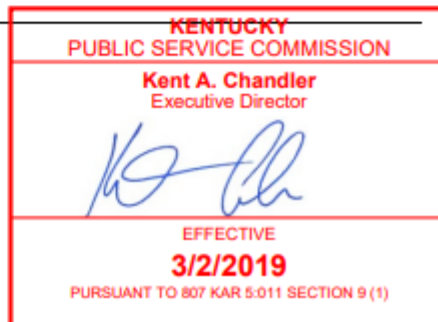 KENTUCKY
PUBLIC SERVICE COMMISSION
Kent A. Chandler
Executive Director
EFFECTIVE
3/2/2019
PURSUANT TO 807 KAR 5:011 SECTION 9 (1)